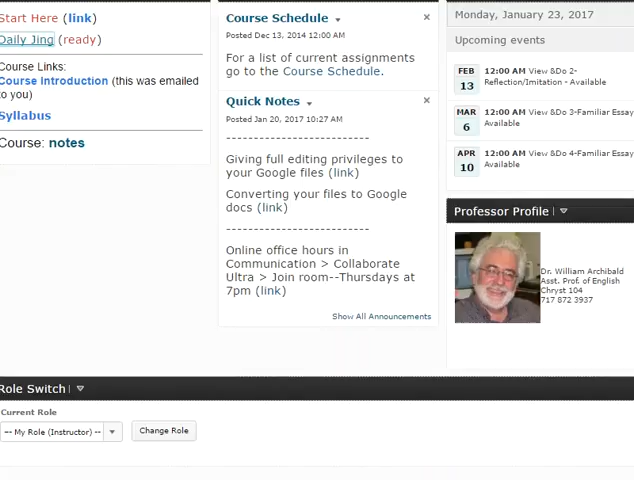 Start Here (link)
Daily Jing (ready)
Course Links:
Course Introduction (this was emailed
to you)
Syllabus
Course: notes
Course Schedule
Posted Dec 13, 2014 12:00 AM
For a list of current assignments
go to the Course Schedule.
Quick Notes
Posted Jan 20, 2017 10:27 AM
-------------------------
Giving full editing privileges to
your Google files (link)
Converting your files to Google
docs (link)
-------------------------
Online office hours in
Communication > Collaborate
Ultra > Join room--Thursdays at
7pm (link)
Show All Announcements
Monday, January 23, 2017
Upcoming events
FEB
13
12:00 AM View &Do 2-
Reflection/Imitation - Available
MAR
6
12:00 AM View &Do 3-Familiar Essay
Available
APR
10
12:00 AM View &Do 4-Familiar Essay
Available
Professor Profile
Dr. William Archibald
Asst. Prof. of English
Chryst 104
717 872 3937
Role Switch
Current Role
-- My Role (Instructor) --
Change Role